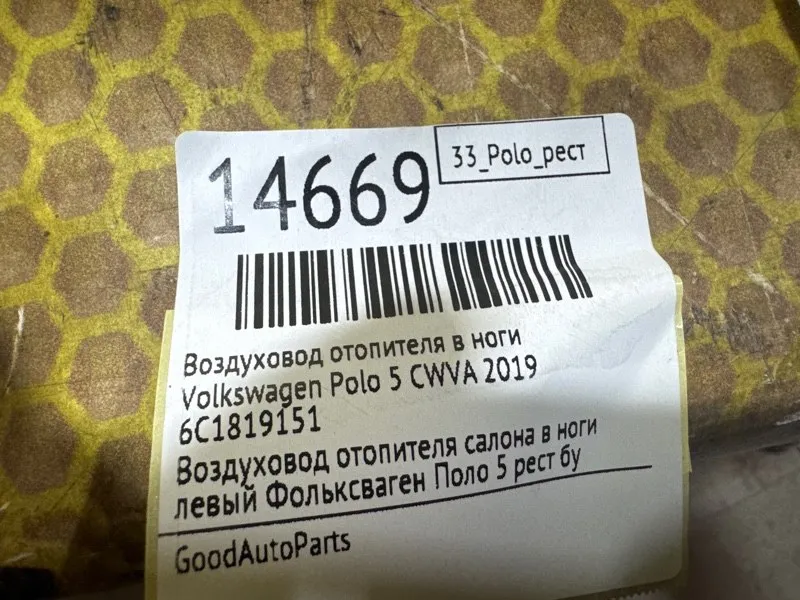 14669
33_Polo_рест
Воздуховод отопителя в ноги
Volkswagen Polo 5 CWVA 2019
6C1819151
Воздуховод отопителя салона в ноги
левый Фольксваген Поло 5 рест бу
GoodAutoParts